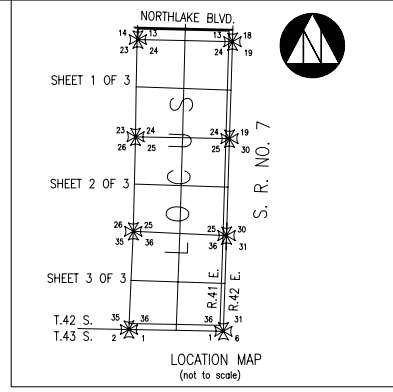 NORTHLAKE BLVD.
14 13 13 18
23 24 24 19
SHEET 1 OF 3
LOCUS
S. R. NO. 7
N
23 24 24 19
26 25 25 30
SHEET 2 OF 3
26 25 25 30
35 36 36 31
SHEET 3 OF 3
R.41 E.
R.42 E.
T.42 S. 35 36 36 31
T.43 S. 2 1 1 6
LOCATION MAP
(not to scale)